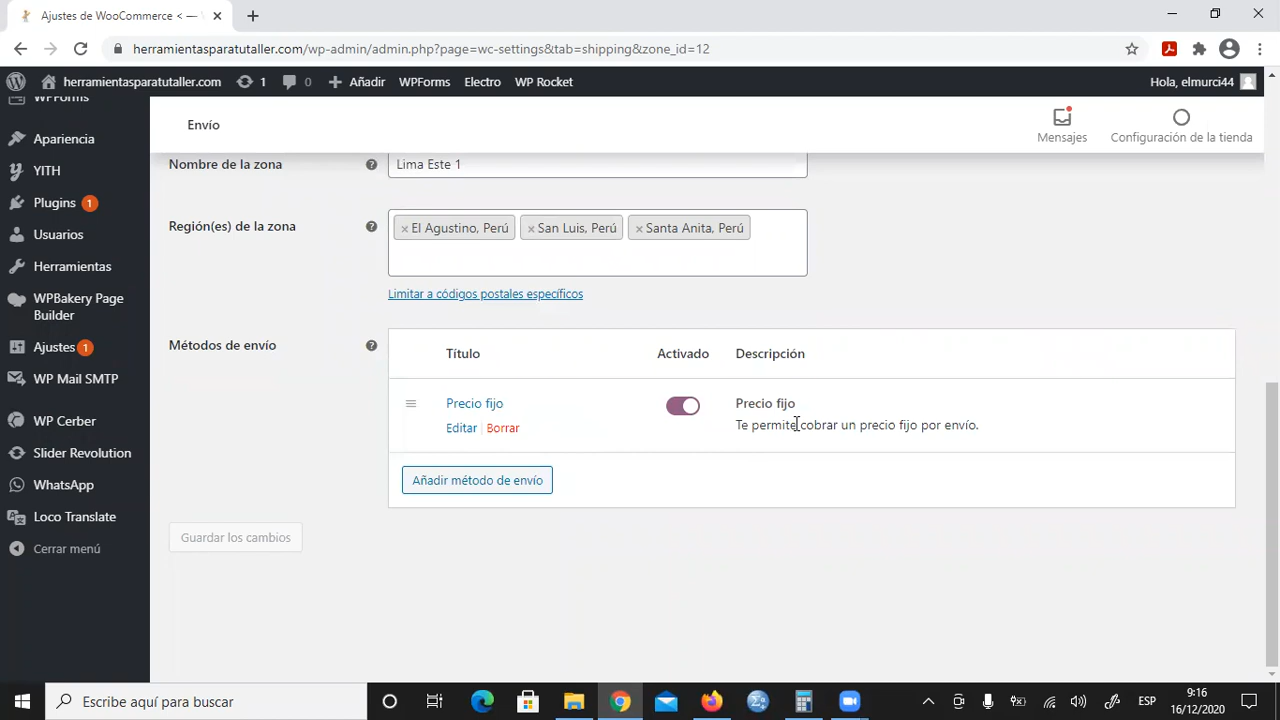 Ajustes de WooCommerce < —
herramientasparatutaller.com/wp-admin/admin.php?page=wc-settings&tab=shipping&zone_id=12
herramientasparatutaller.com 1 0 Añadir WPForms Electro WP Rocket Hola, elmurci44
WPForms
Apariencia
YITH
Plugins 1
Usuarios
Herramientas
WPBakery Page
Builder
Ajustes 1
WP Mail SMTP
WP Cerber
Slider Revolution
WhatsApp
Loco Translate
Cerrar menú
Envío
Mensajes
Configuración de la tienda
Nombre de la zona ? Lima Este 1
Región(es) de la zona ? × El Agustino, Perú × San Luis, Perú × Santa Anita, Perú
Limitar a códigos postales específicos
Métodos de envío ?
Título Activado Descripción
Precio fijo
Editar | Borrar
Precio fijo
Te permite cobrar un precio fijo por envío.
Añadir método de envío
Guardar los cambios
Escribe aquí para buscar
ESP
9:16
16/12/2020